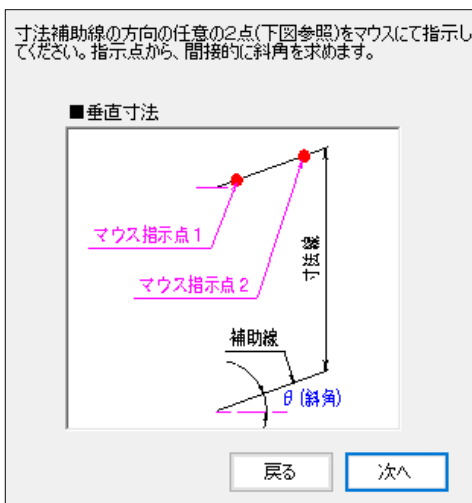 寸法補助線の方向の任意の2点(下図参照)をマウスにて指示し
てください。指示点から、間接的に斜角を求めます。
■垂直寸法
マウス指示点1
マウス指示点2
寸法線
補助線
θ(斜角)
戻る
次へ